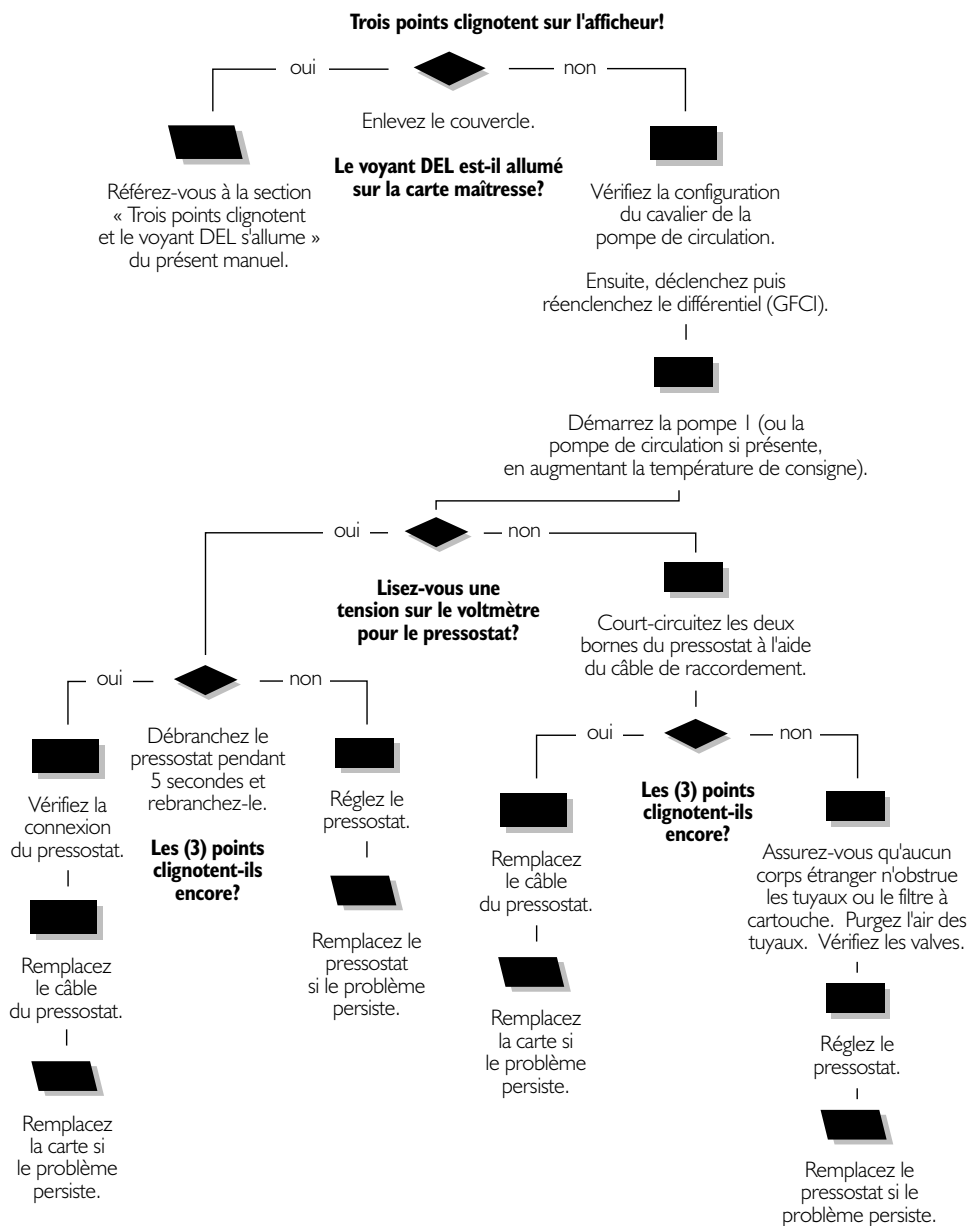 Trois points clignotent sur l'afficheur!
oui
non
Enlevez le couvercle.
Le voyant DEL est-il allumé
sur la carte maîtresse?
Référez-vous à la section
« Trois points clignotent
et le voyant DEL s'allume »
du présent manuel.
Vérifiez la configuration
du cavalier de la
pompe de circulation.
Ensuite, déclenchez puis
réenclenchez le différentiel (GFCI).
Démarrez la pompe 1 (ou la
pompe de circulation si présente,
en augmentant la température de consigne).
oui
non
Lisez-vous une
tension sur le voltmètre
pour le pressostat?
Court-circuitez les deux
bornes du pressostat à l'aide
du câble de raccordement.
oui
non
Débranchez le
pressostat pendant
5 secondes et
rebranchez-le.
Les (3) points
clignotent-ils
encore?
Vérifiez la
connexion
du pressostat.
Remplacez
le câble
du pressostat.
Remplacez
la carte si
le problème
persiste.
Réglez le
pressostat.
Remplacez le
pressostat
si le problème
persiste.
oui
non
Les (3) points
clignotent-ils
encore?
Remplacez
le câble
du pressostat.
Remplacez
la carte si
le problème
persiste.
Assurez-vous qu'aucun
corps étranger n'obstrue
les tuyaux ou le filtre à
cartouche. Purgez l'air des
tuyaux. Vérifiez les valves.
Réglez le
pressostat.
Remplacez le
pressostat si le
problème persiste.